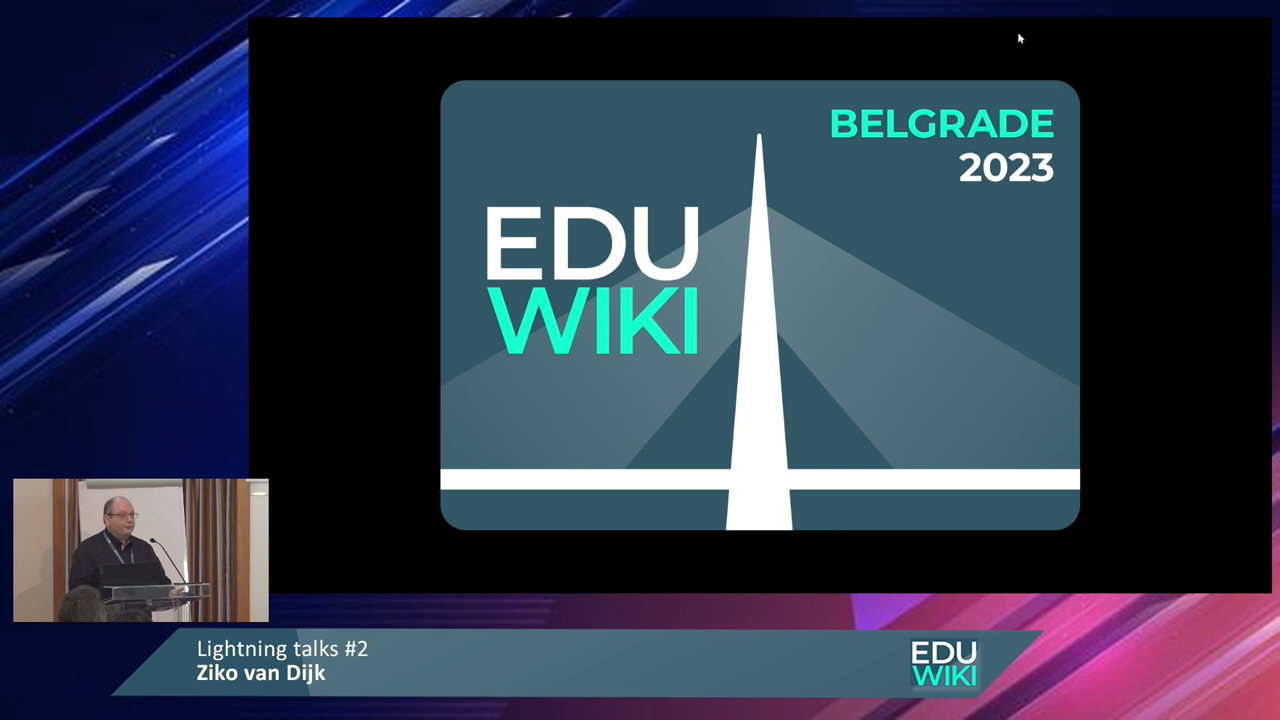 BELGRADE
2023
EDU
WIKI
Lightning talks #2
Ziko van Dijk
EDU
WIKI